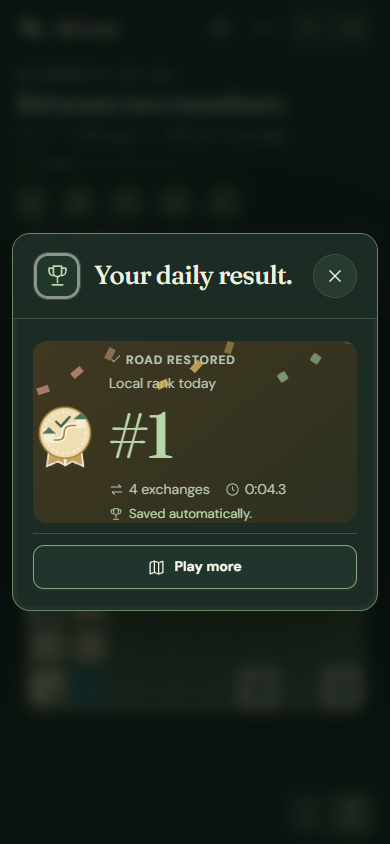 Your daily result.
ROAD RESTORED
Local rank today
#1
4 exchanges 0:04.3
Saved automatically.
Play more